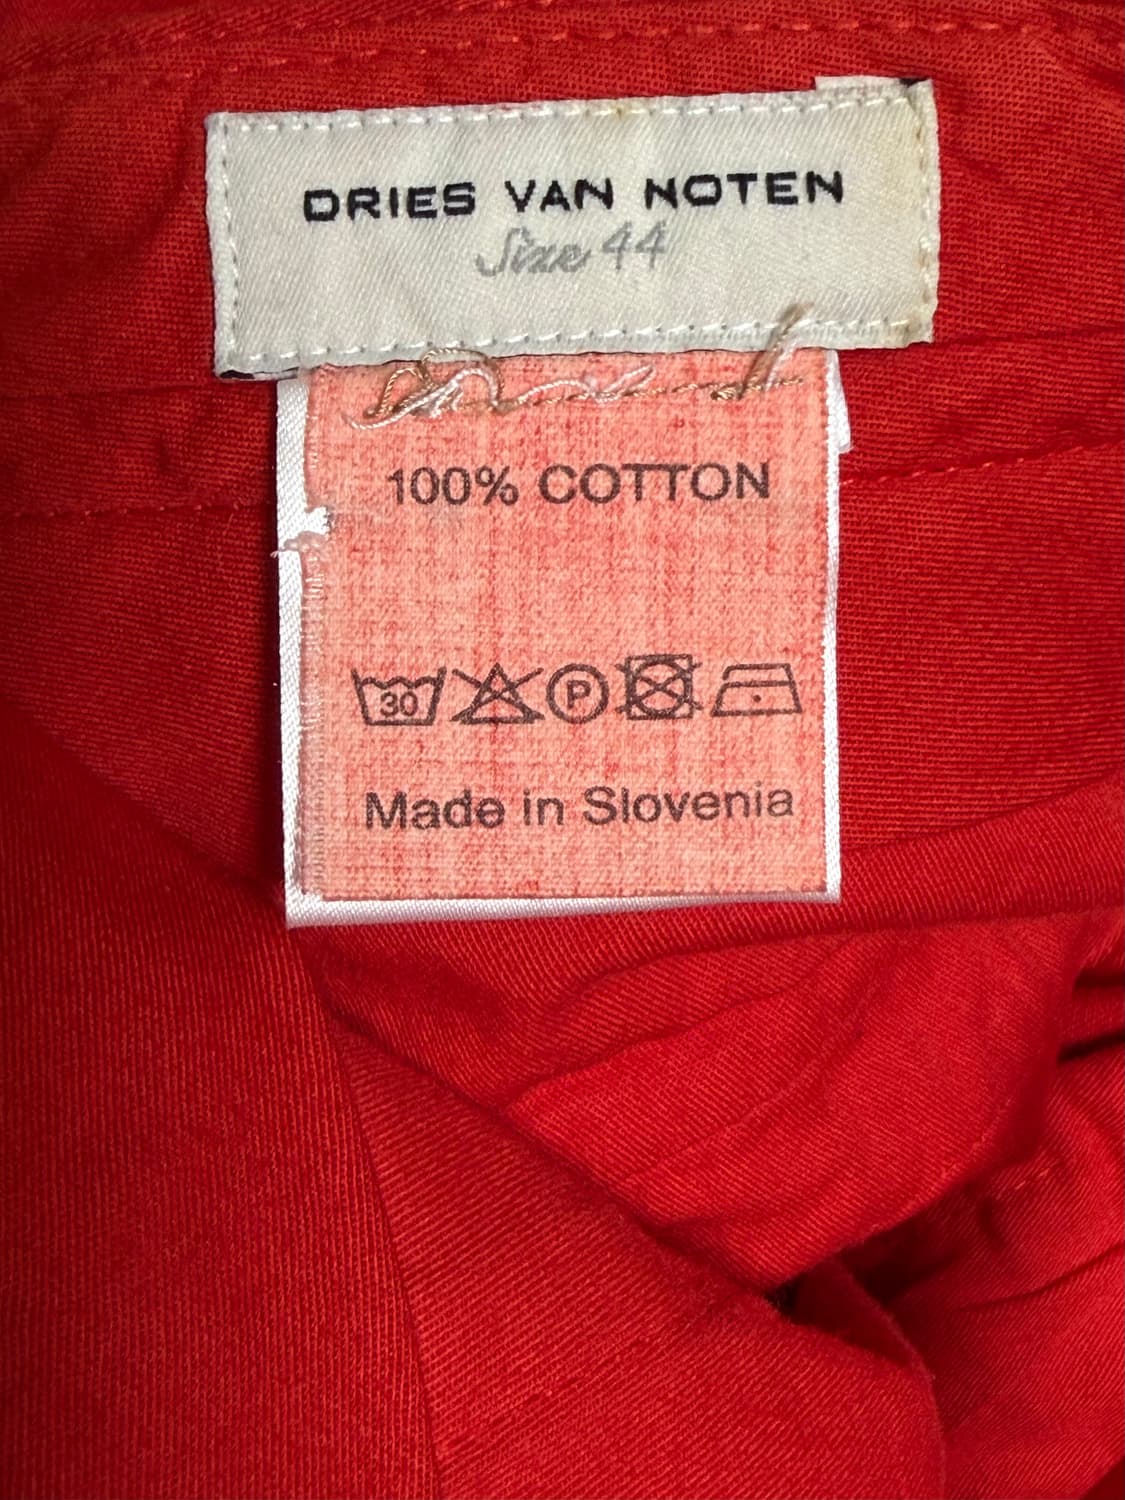 DRIES VAN NOTEN
Size 44
100% COTTON
30 P
Made in Slovenia